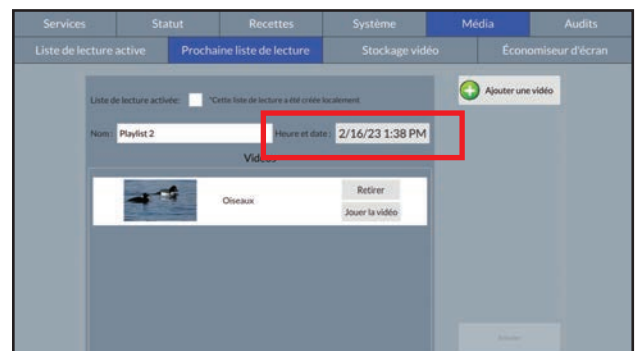 Services Statut Recettes Système Média Audits
Liste de lecture active Prochaine liste de lecture Stockage vidéo Économiseur d'écran
Ajouter une vidéo
Liste de lecture activée: *Cette liste de lecture a été créée localement
Nom: Playlist 2 Heure et date: 2/16/23 1:38 PM
Vidéos
Oiseaux
Retirer
Jouer la vidéo